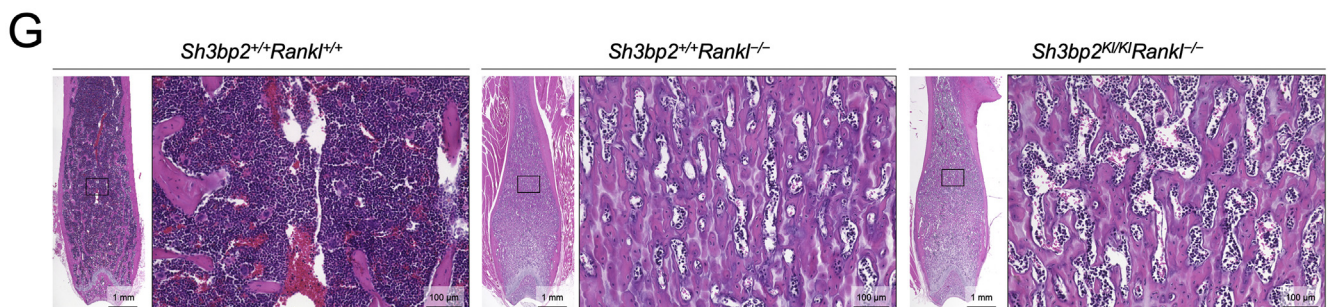 G
Sh3bp2+/+Rankl+/+
Sh3bp2+/+Rankl−/−
Sh3bp2KI/KIRankl−/−
1 mm
100 µm
1 mm
100 µm
1 mm
100 µm